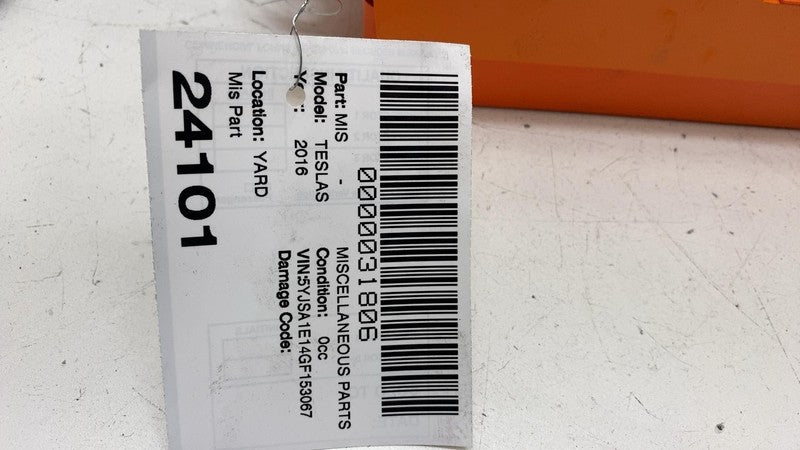 0000031806
Part: MIS - MISCELLANEOUS PARTS
Model: TESLAS Condition: 0cc
2016 VIN:5YJSA1E14GF153067
Damage Code:
Location: YARD
Mis Part
24101